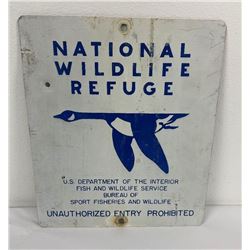 NATIONAL
WILDLIFE
REFUGE
U.S. DEPARTMENT OF THE INTERIOR
FISH AND WILDLIFE SERVICE
BUREAU OF
SPORT FISHERIES AND WILDLIFE
UNAUTHORIZED ENTRY PROHIBITED